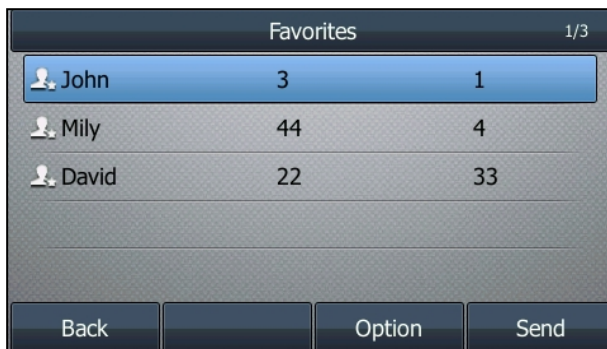 Favorites 1/3
John 3 1
Mily 44 4
David 22 33
Back Option Send